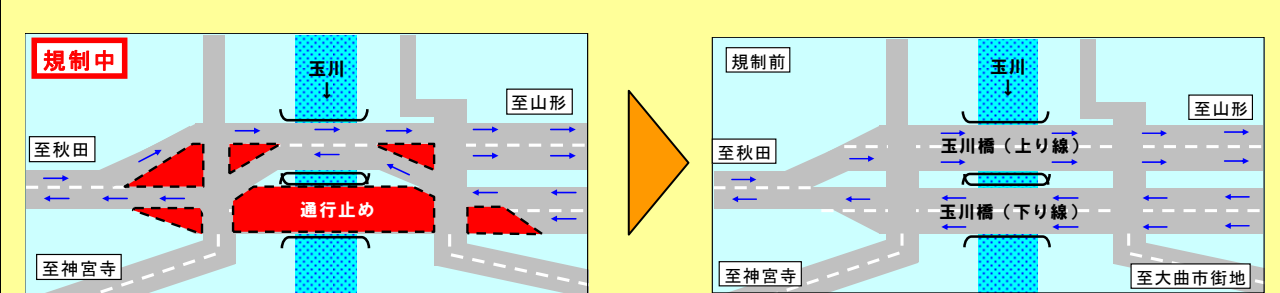 規制中
玉川
↓
至山形
至秋田
通行止め
至神宮寺
規制前
玉川
↓
至山形
玉川橋（上り線）
至秋田
玉川橋（下り線）
至神宮寺
至大曲市街地